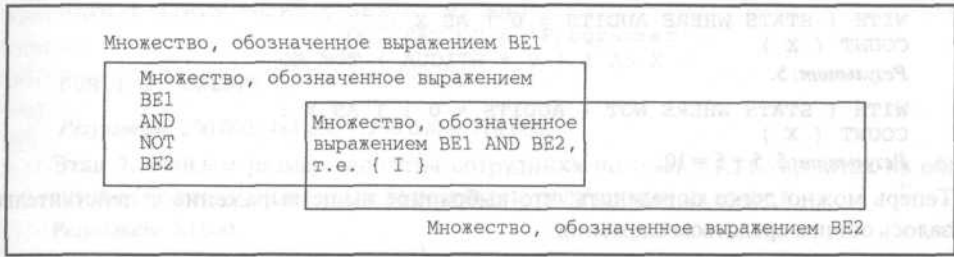 Множество, обозначенное выражением BE1
Множество, обозначенное выражением
BE1
AND
NOT
BE2
Множество, обозначенное
выражением BE1 AND BE2,
т.е. { I }
Множество, обозначенным выражением BE2